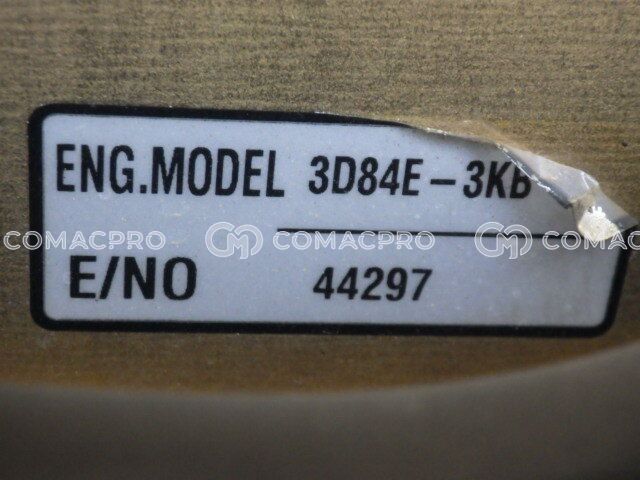 ENG.MODEL 3D84E-3KB
COMACPRO COMACPRO COMACPRO
E/NO 44297